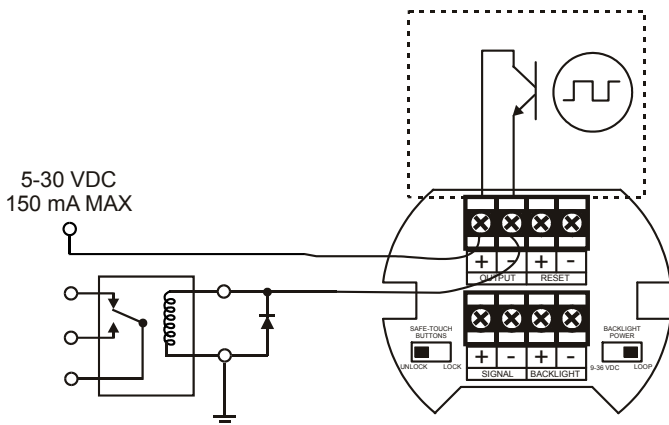 5-30 VDC
150 mA MAX
+ - + -
OUTPUT RESET
SAFE-TOUCH
BUTTONS
UNLOCK LOCK
+ - + -
SIGNAL BACKLIGHT
BACKLIGHT
POWER
9-36 VDC LOOP